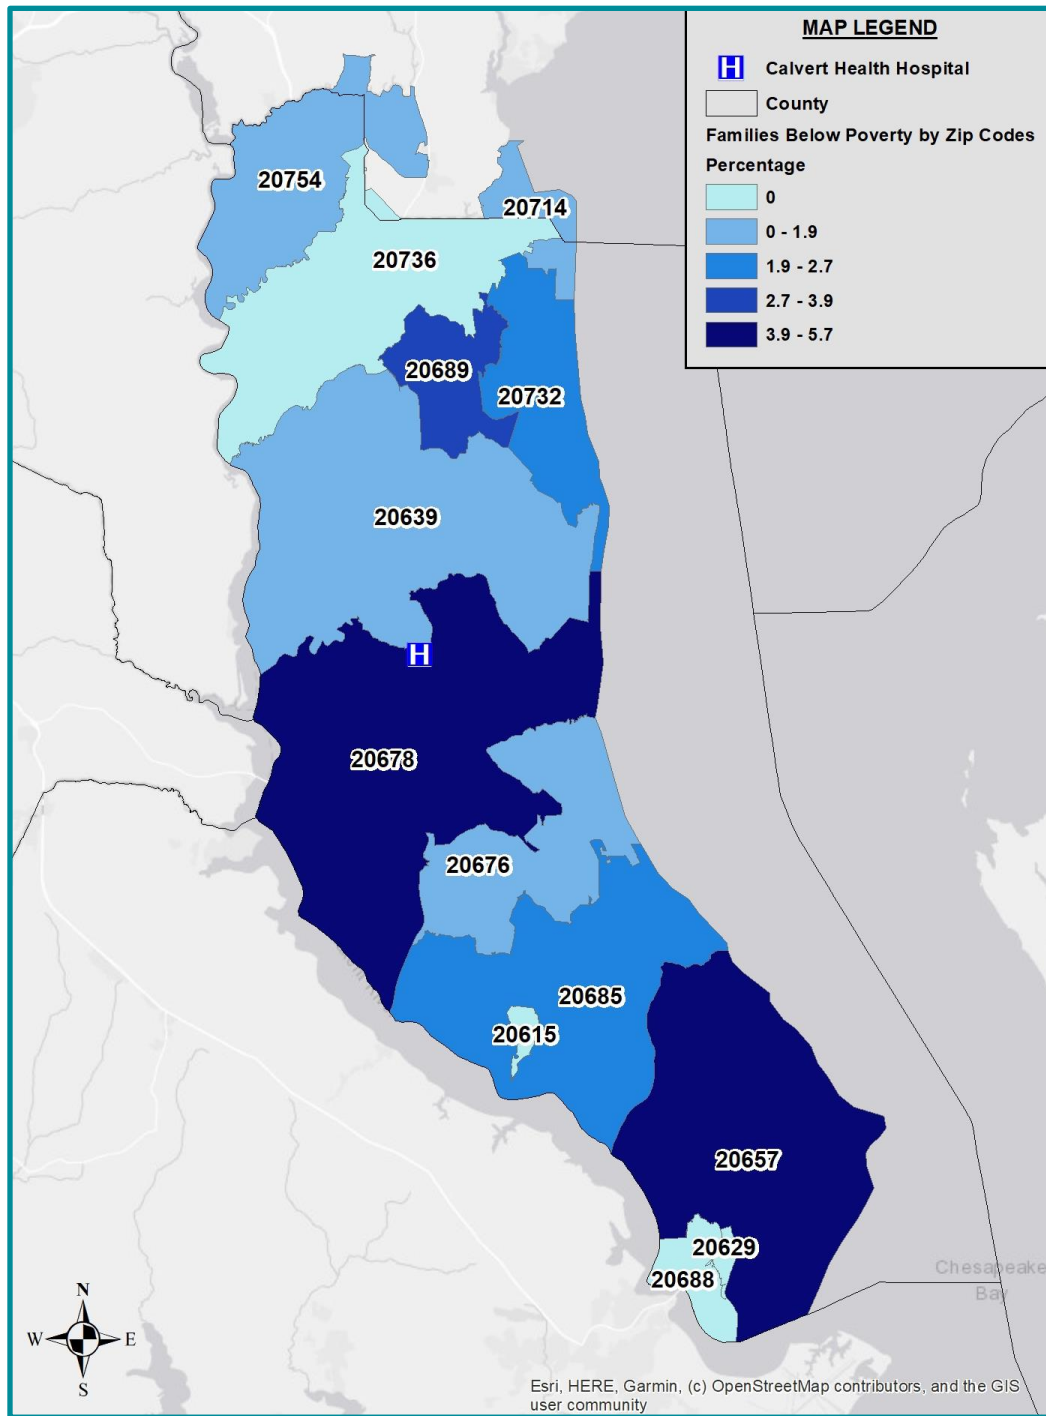 MAP LEGEND
H Calvert Health Hospital
County
Families Below Poverty by Zip Codes
Percentage
0
0 - 1.9
1.9 - 2.7
2.7 - 3.9
3.9 - 5.7
20754
20714
20736
20689
20732
20639
H
20678
20676
20685
20615
20657
20629
20688
Chesapeake
Bay
N
W E
S
Esri, HERE, Garmin, (c) OpenStreetMap contributors, and the GIS
user community